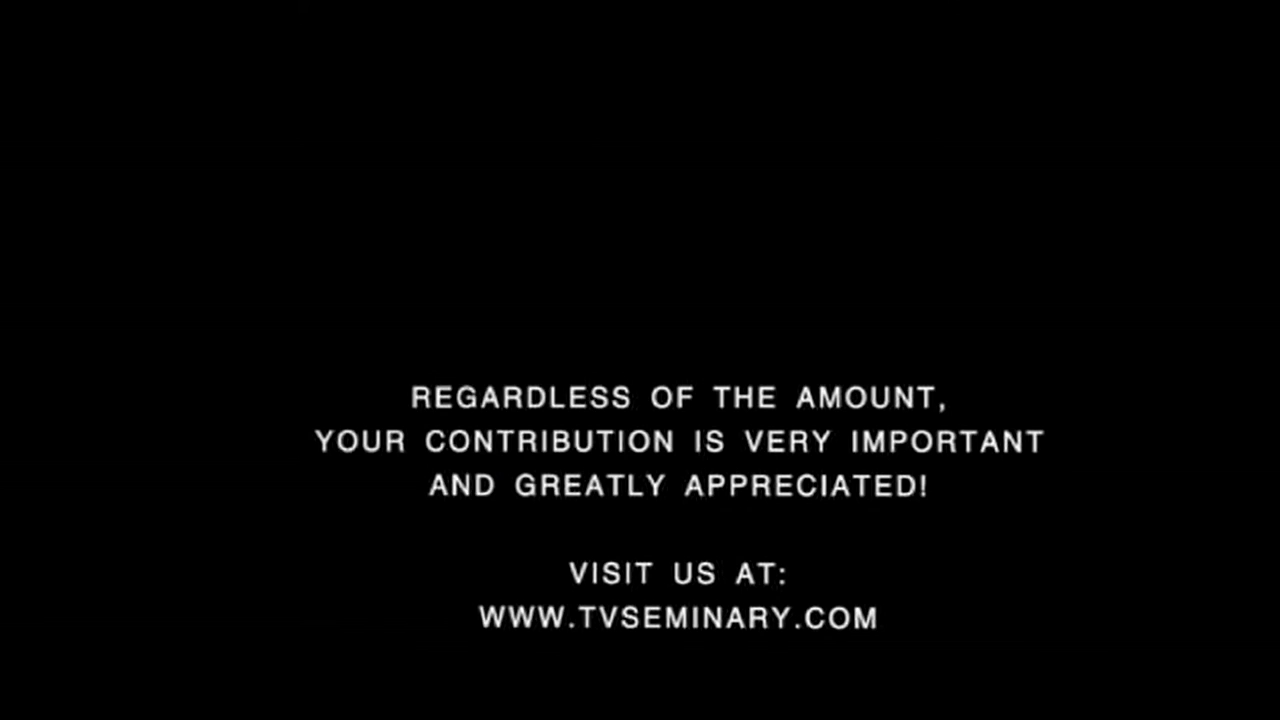 REGARDLESS OF THE AMOUNT,
YOUR CONTRIBUTION IS VERY IMPORTANT
AND GREATLY APPRECIATED!
VISIT US AT:
WWW.TVSEMINARY.COM